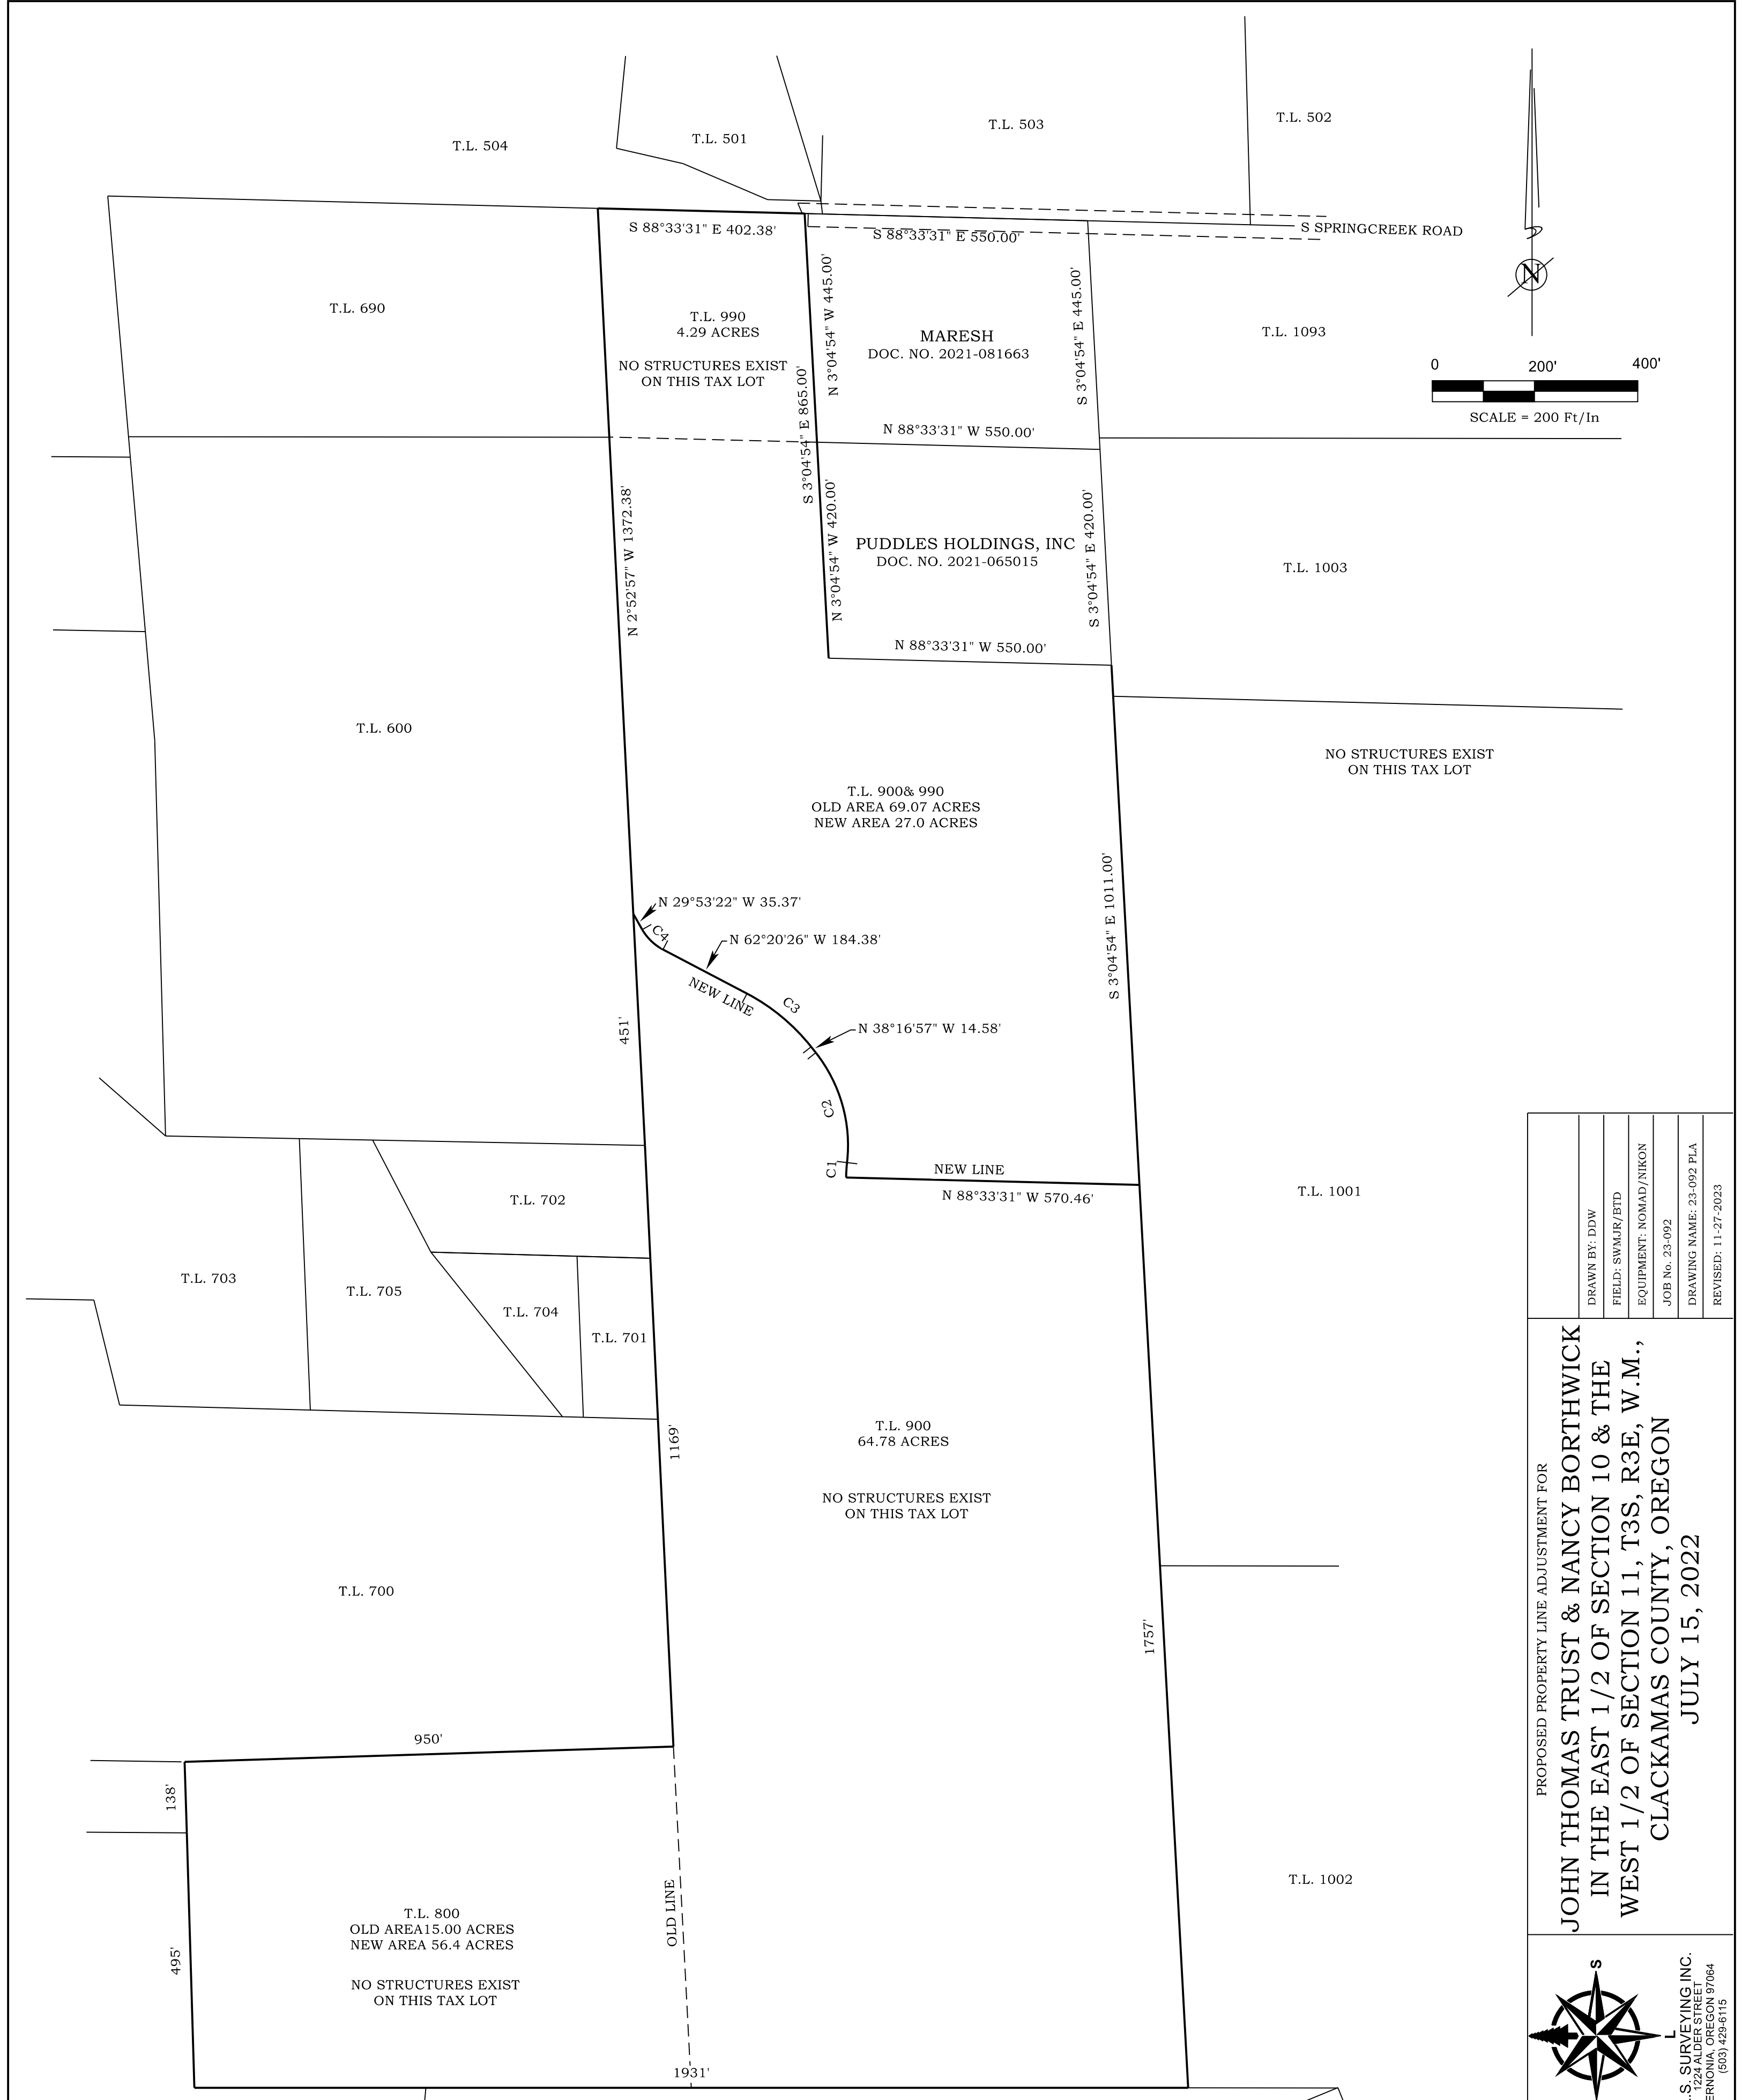 T.L. 504
T.L. 501
T.L. 503
T.L. 502
S 88°33'31" E 402.38'
S 88°33'31" E 550.00'
S SPRINGCREEK ROAD
N
T.L. 690
T.L. 990
4.29 ACRES
NO STRUCTURES EXIST
ON THIS TAX LOT
N 3°04'54" W 445.00'
MARESH
DOC. NO. 2021-081663
S 3°04'54" E 445.00'
T.L. 1093
0 200' 400'
SCALE = 200 Ft/In
S 3°04'54" E 865.00'
N 88°33'31" W 550.00'
N 2°52'57" W 1372.38'
N 3°04'54" W 420.00'
PUDDLES HOLDINGS, INC
DOC. NO. 2021-065015
S 3°04'54" E 420.00'
T.L. 1003
N 88°33'31" W 550.00'
T.L. 600
NO STRUCTURES EXIST
ON THIS TAX LOT
T.L. 900& 990
OLD AREA 69.07 ACRES
NEW AREA 27.0 ACRES
N 29°53'22" W 35.37'
C4
N 62°20'26" W 184.38'
NEW LINE
C3
S 3°04'54" E 1011.00'
451'
N 38°16'57" W 14.58'
C2
C1
NEW LINE
N 88°33'31" W 570.46'
T.L. 1001
T.L. 702
T.L. 703
T.L. 705
T.L. 704
T.L. 701
1169'
T.L. 900
64.78 ACRES
NO STRUCTURES EXIST
ON THIS TAX LOT
T.L. 700
1757'
950'
138'
T.L. 1002
OLD LINE
T.L. 800
OLD AREA15.00 ACRES
NEW AREA 56.4 ACRES
495'
NO STRUCTURES EXIST
ON THIS TAX LOT
1931'
DRAWN BY: DDW
FIELD: SWMJR/BTD
EQUIPMENT: NOMAD/NIKON
JOB No. 23-092
DRAWING NAME: 23-092 PLA
REVISED: 11-27-2023
PROPOSED PROPERTY LINE ADJUSTMENT FOR
JOHN THOMAS TRUST & NANCY BORTHWICK
IN THE EAST 1/2 OF SECTION 10 & THE
WEST 1/2 OF SECTION 11, T3S, R3E, W.M.,
CLACKAMAS COUNTY, OREGON
JULY 15, 2022
S
L
.S. SURVEYING INC.
1224 ALDER STREET
ERNONIA, OREGON 97064
(503) 429-6115